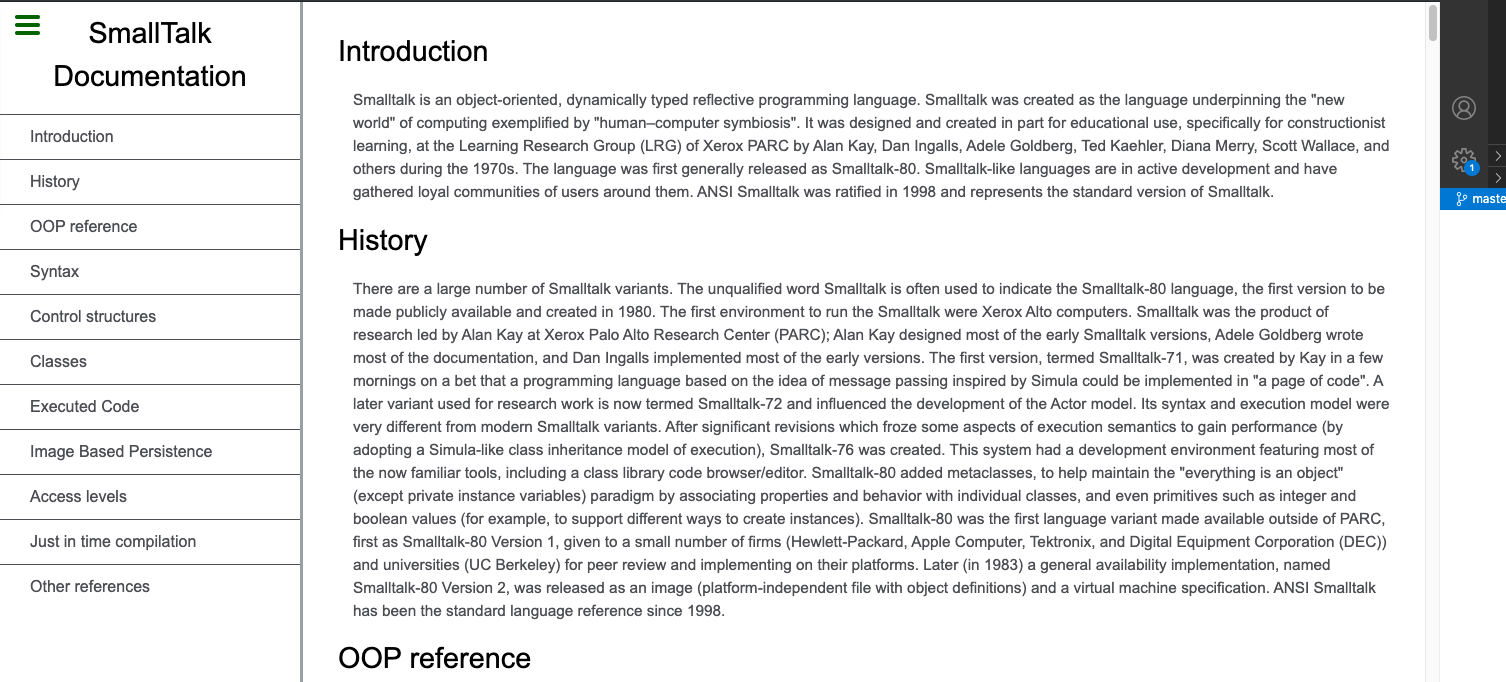 SmallTalk
Documentation
Introduction
History
OOP reference
Syntax
Control structures
Classes
Executed Code
Image Based Persistence
Access levels
Just in time compilation
Other references
Introduction
Smalltalk is an object-oriented, dynamically typed reflective programming language. Smalltalk was created as the language underpinning the "new
world" of computing exemplified by "human–computer symbiosis". It was designed and created in part for educational use, specifically for constructionist
learning, at the Learning Research Group (LRG) of Xerox PARC by Alan Kay, Dan Ingalls, Adele Goldberg, Ted Kaehler, Diana Merry, Scott Wallace, and
others during the 1970s. The language was first generally released as Smalltalk-80. Smalltalk-like languages are in active development and have
gathered loyal communities of users around them. ANSI Smalltalk was ratified in 1998 and represents the standard version of Smalltalk.
History
There are a large number of Smalltalk variants. The unqualified word Smalltalk is often used to indicate the Smalltalk-80 language, the first version to be
made publicly available and created in 1980. The first environment to run the Smalltalk were Xerox Alto computers. Smalltalk was the product of
research led by Alan Kay at Xerox Palo Alto Research Center (PARC); Alan Kay designed most of the early Smalltalk versions, Adele Goldberg wrote
most of the documentation, and Dan Ingalls implemented most of the early versions. The first version, termed Smalltalk-71, was created by Kay in a few
mornings on a bet that a programming language based on the idea of message passing inspired by Simula could be implemented in "a page of code". A
later variant used for research work is now termed Smalltalk-72 and influenced the development of the Actor model. Its syntax and execution model were
very different from modern Smalltalk variants. After significant revisions which froze some aspects of execution semantics to gain performance (by
adopting a Simula-like class inheritance model of execution), Smalltalk-76 was created. This system had a development environment featuring most of
the now familiar tools, including a class library code browser/editor. Smalltalk-80 added metaclasses, to help maintain the "everything is an object"
(except private instance variables) paradigm by associating properties and behavior with individual classes, and even primitives such as integer and
boolean values (for example, to support different ways to create instances). Smalltalk-80 was the first language variant made available outside of PARC,
first as Smalltalk-80 Version 1, given to a small number of firms (Hewlett-Packard, Apple Computer, Tektronix, and Digital Equipment Corporation (DEC))
and universities (UC Berkeley) for peer review and implementing on their platforms. Later (in 1983) a general availability implementation, named
Smalltalk-80 Version 2, was released as an image (platform-independent file with object definitions) and a virtual machine specification. ANSI Smalltalk
has been the standard language reference since 1998.
OOP reference
1
maste